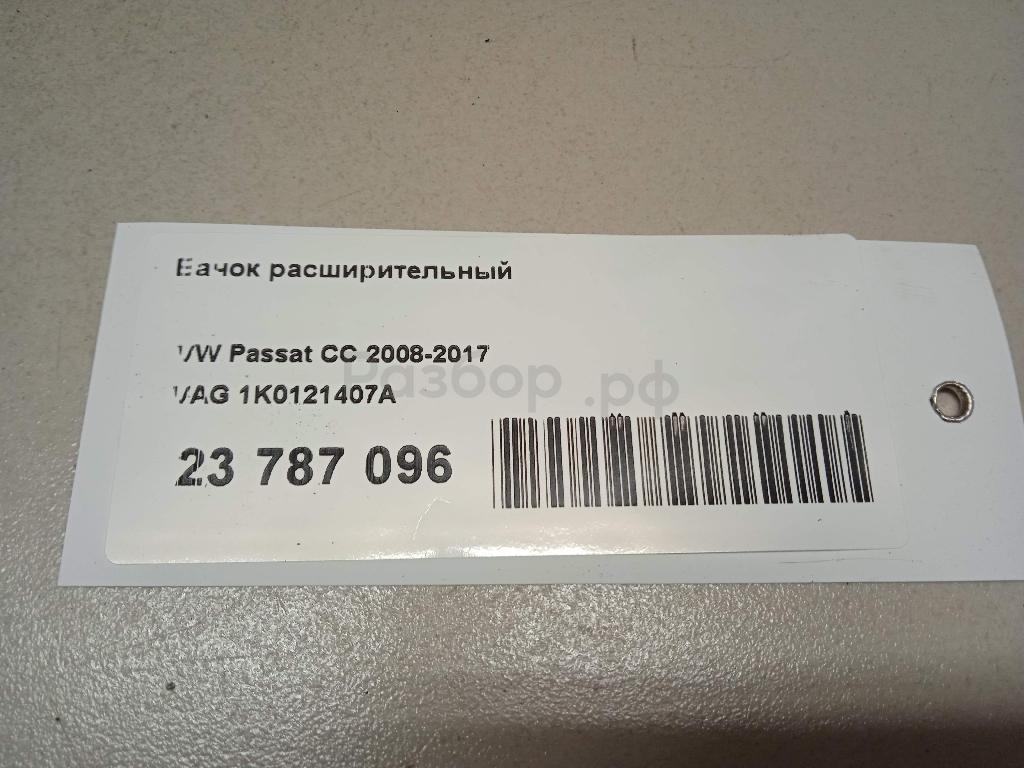 Бачок расширительный
VW Passat CC 2008-2017
Разбор.рф
VAG 1K0121407A
23 787 096